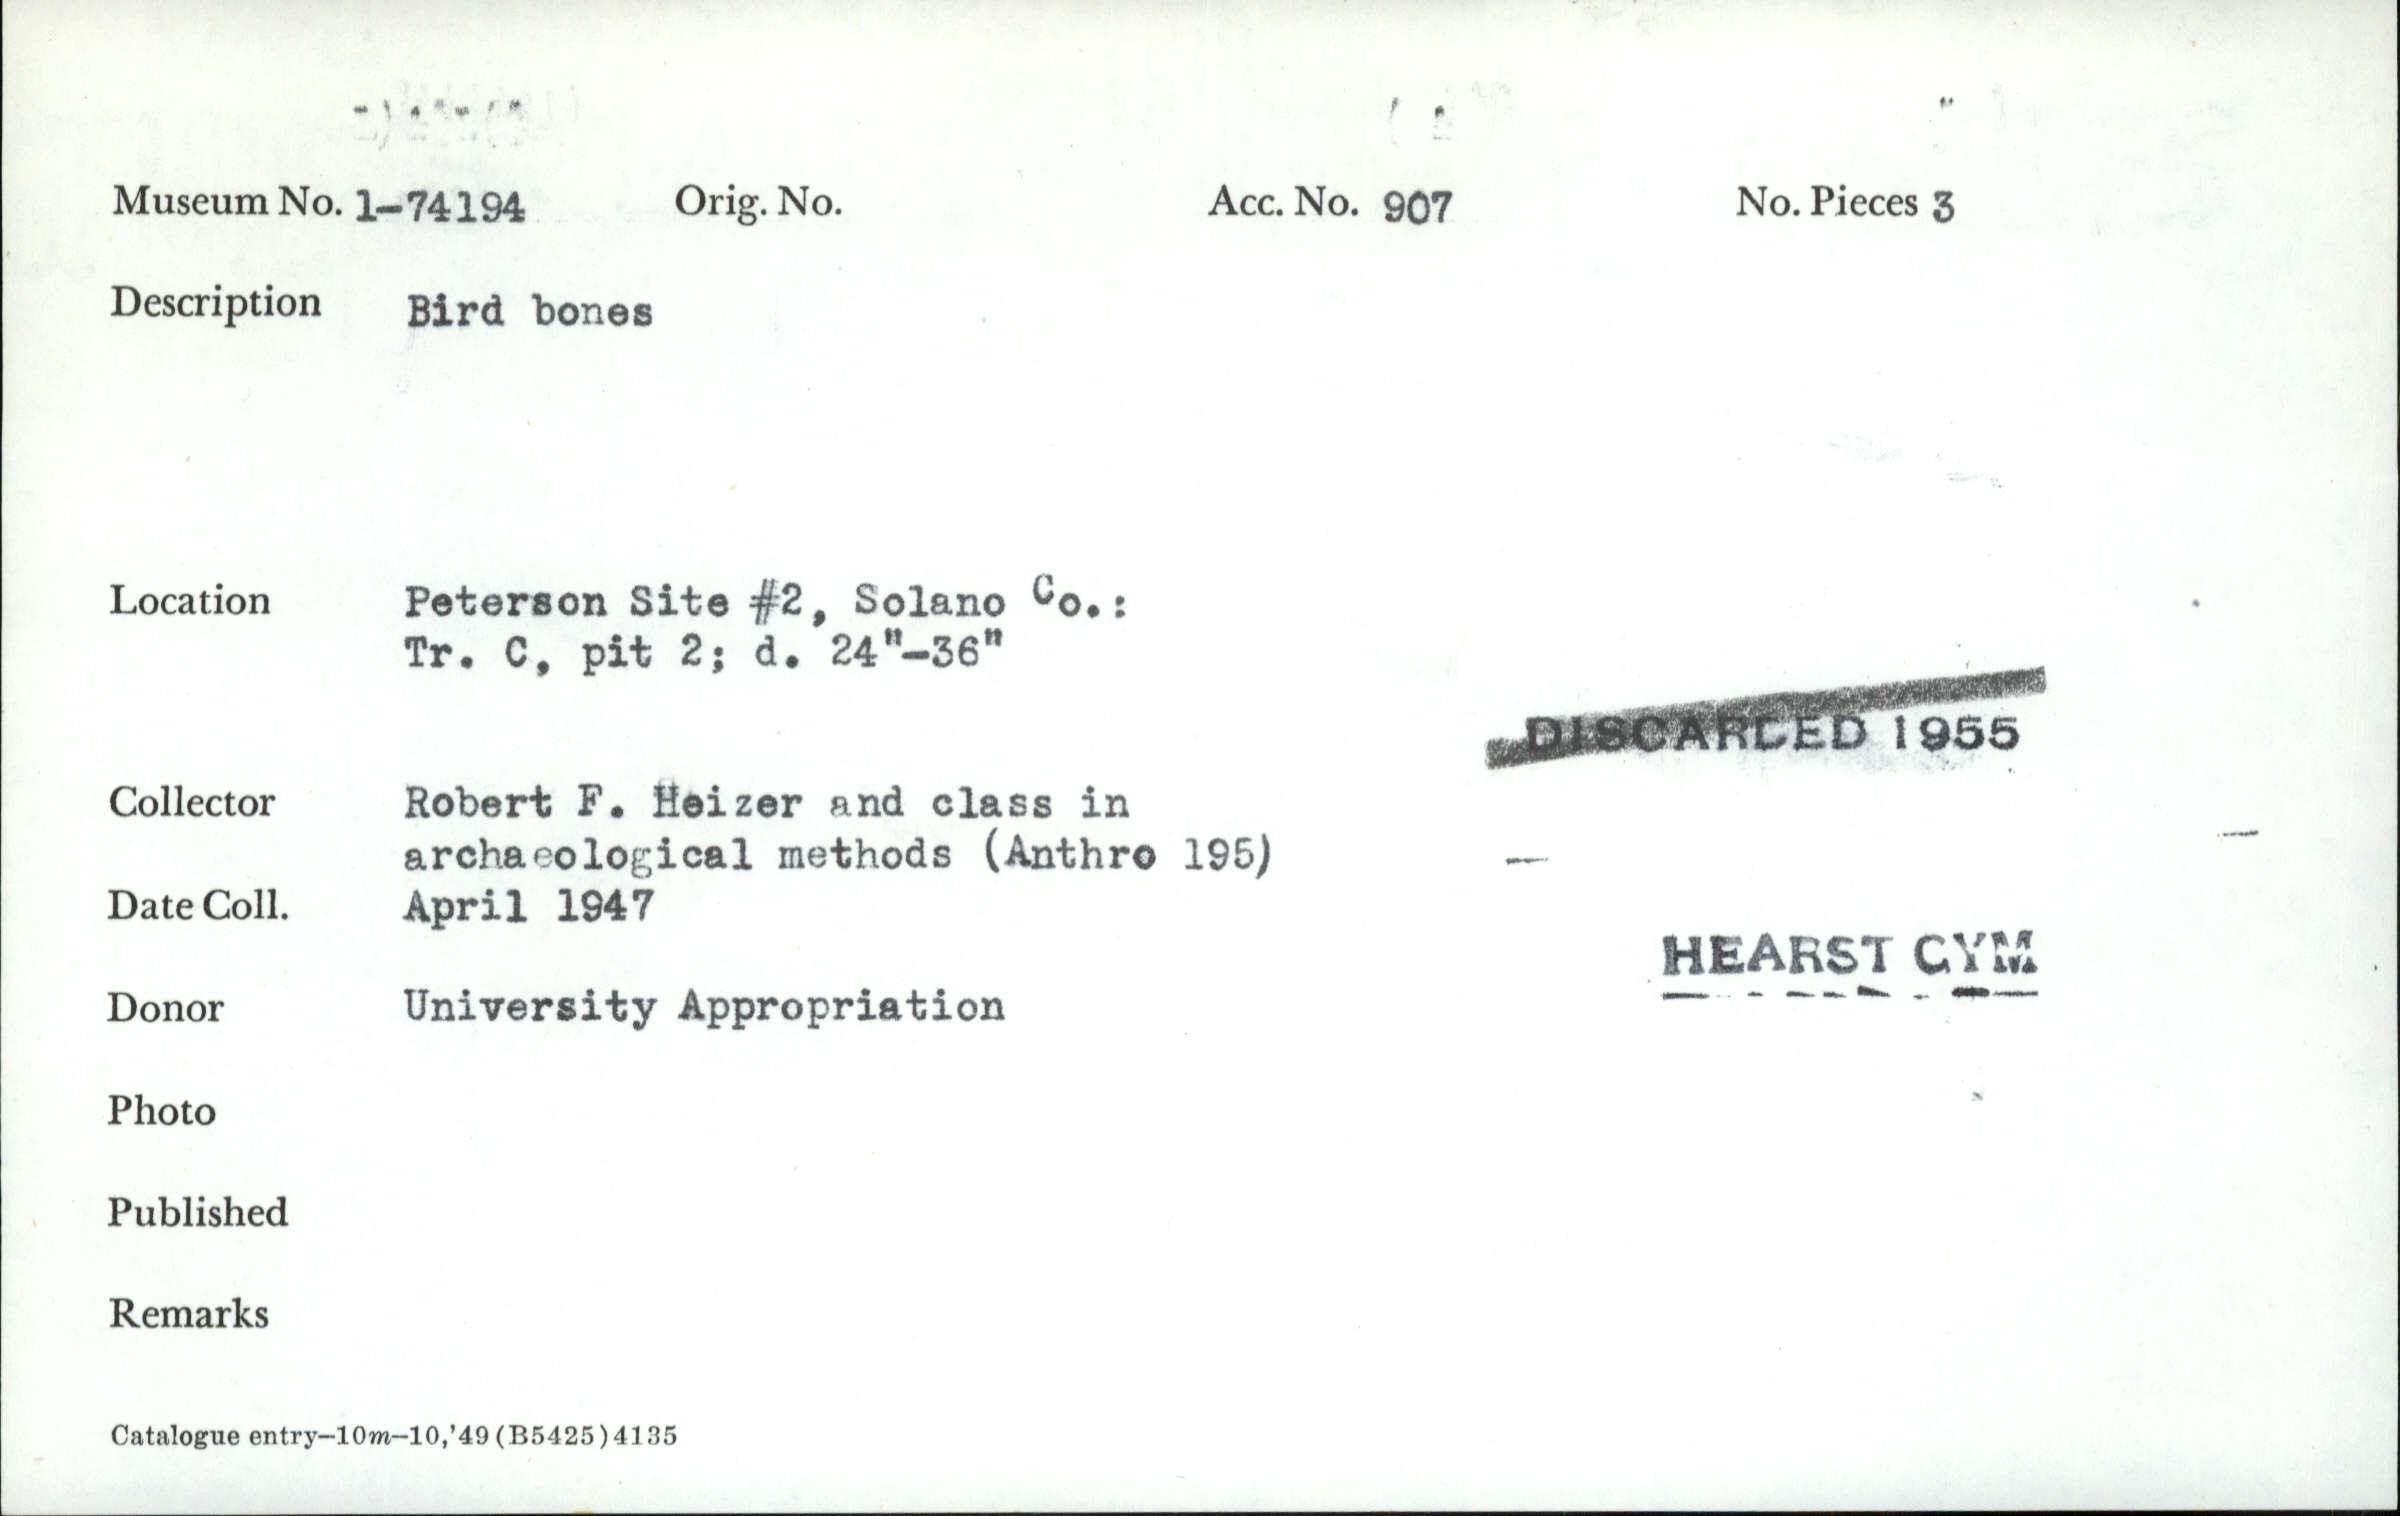 Museum No. 1-74194 Orig. No. Acc. No. 907 No. Pieces 3
Description Bird bones
Location Peterson Site #2, Solano Co.:
Tr. C, pit 2; d. 24"-36"
DISCARDED 1955
Collector Robert F. Heizer and class in
archaeological methods (Anthro 195)
Date Coll. April 1947
HEARST GYM
Donor University Appropriation
Photo
Published
Remarks
Catalogue entry—10m—10,'49 (B5425) 4135